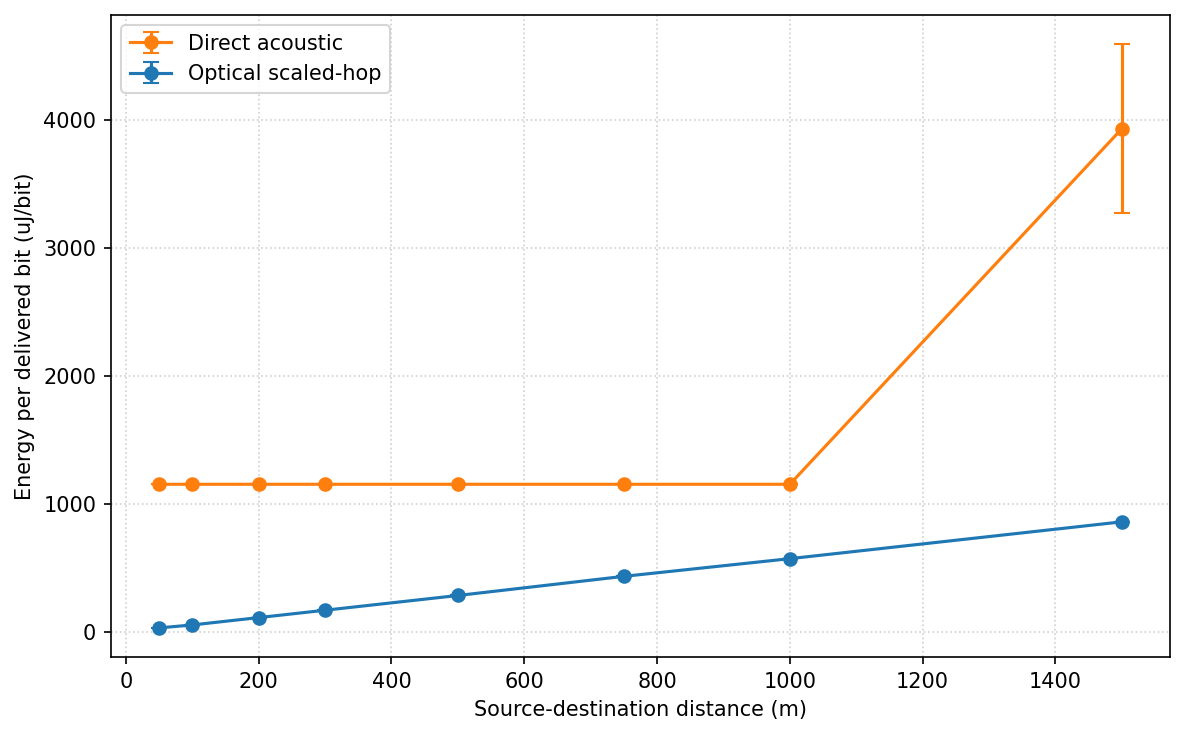 Direct acoustic
Optical scaled-hop
Energy per delivered bit (uJ/bit)
4000
3000
2000
1000
0
0 200 400 600 800 1000 1200 1400
Source-destination distance (m)